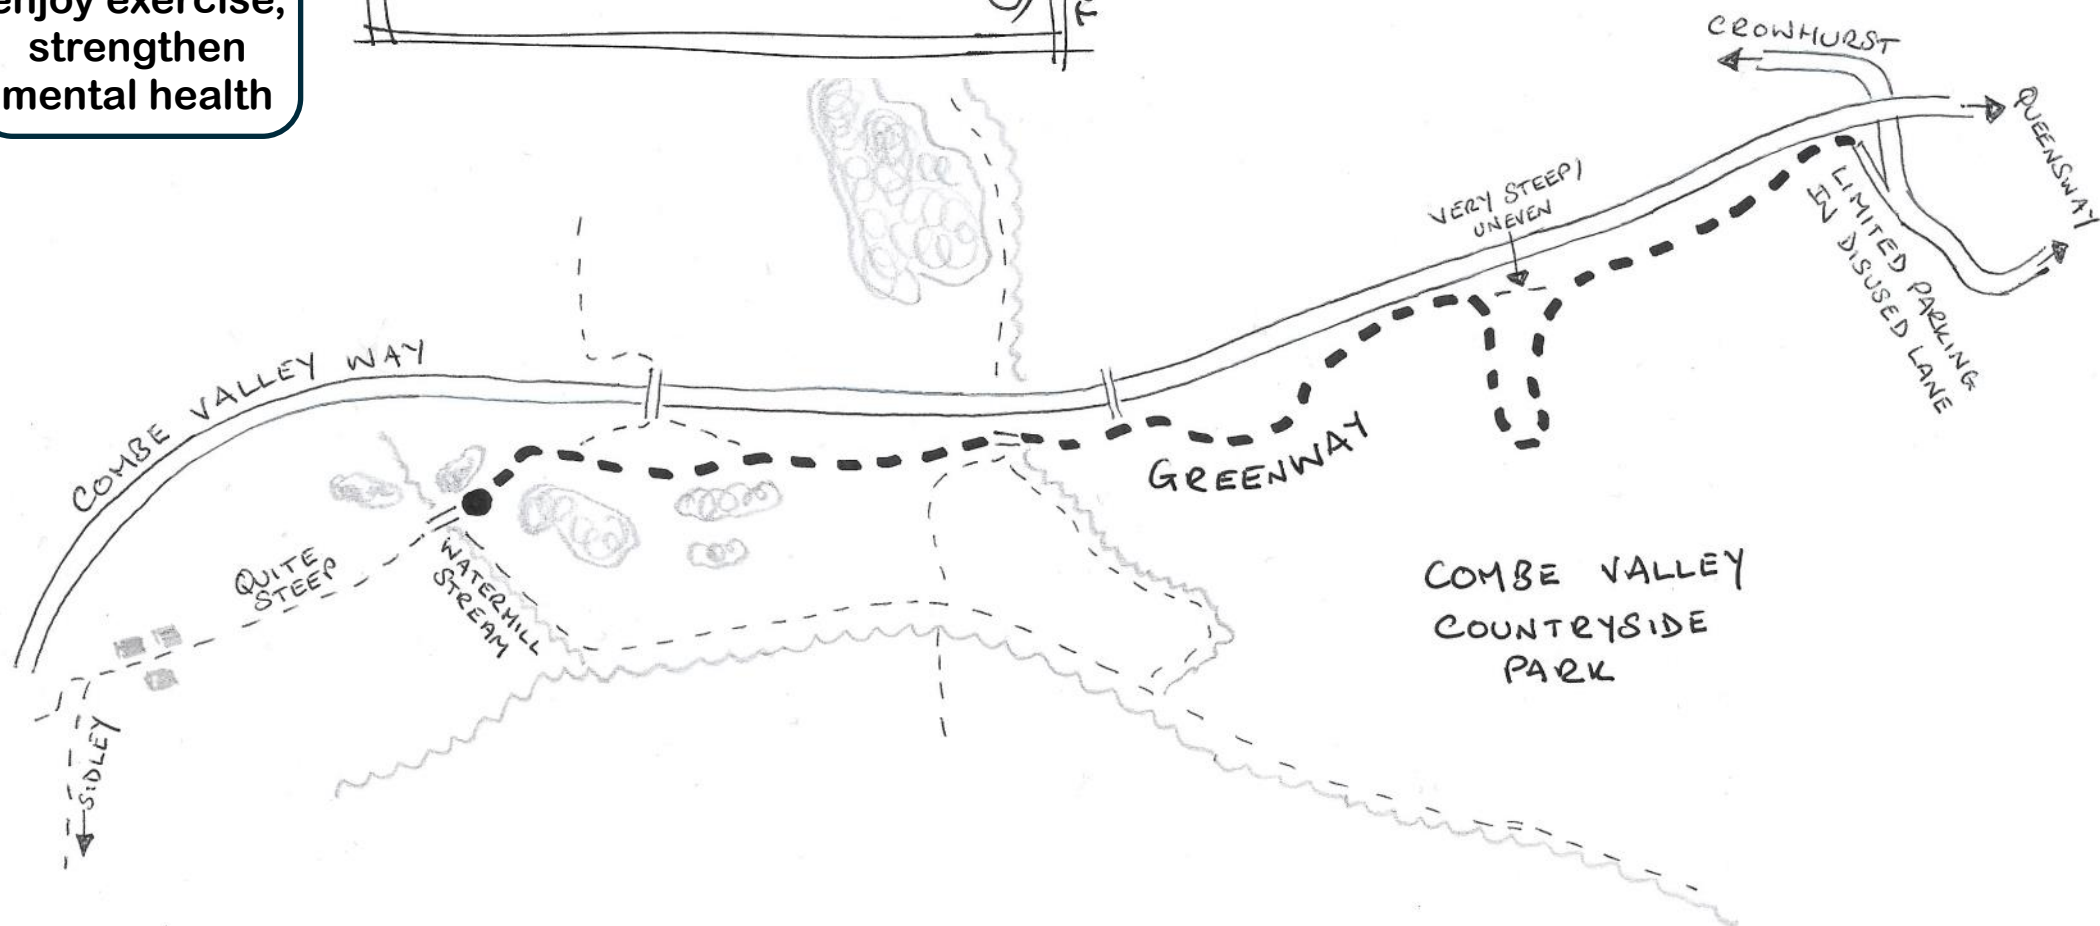 enjoy exercise,
strengthen
mental health
CROWHURST
QUEENSWAY
VERY STEEP/
UNEVEN
LIMITED PARKING
IN DISUSED LANE
COMBE VALLEY WAY
GREENWAY
QUITE
STEEP
WATERMILL
STREAM
COMBE VALLEY
COUNTRYSIDE
PARK
SIDLEY